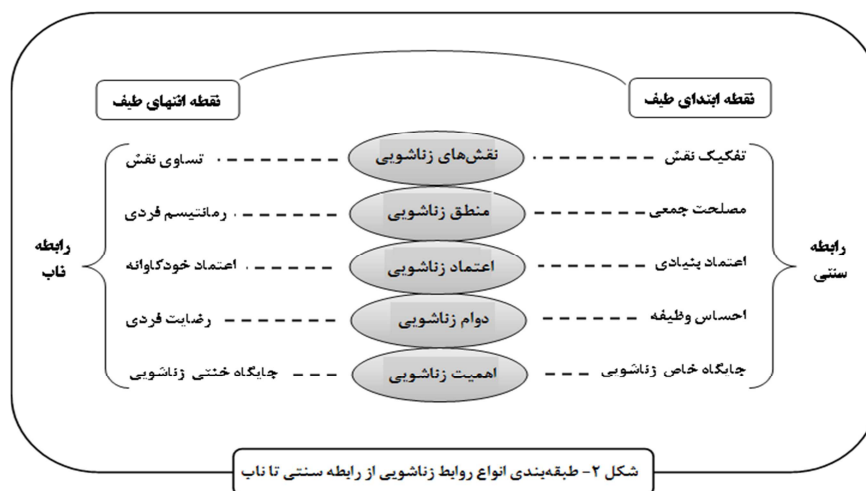 نقطه ابتدای طیف
نقطه انتهای طیف
تفکیک نقش
نقش‌های زناشویی
تساوی نقش
مصلحت جمعی
منطق زناشویی
رمانتیسم فردی
رابطه
سنتی
اعتماد بنیادی
اعتماد زناشویی
اعتماد خودکاوانه
رابطه
ناب
احساس وظیفه
دوام زناشویی
رضایت فردی
جایگاه خاص زناشویی
اهمیت زناشویی
جایگاه خنثی زناشویی
شکل ۲- طبقه‌بندی انواع روابط زناشویی از رابطه سنتی تا ناب